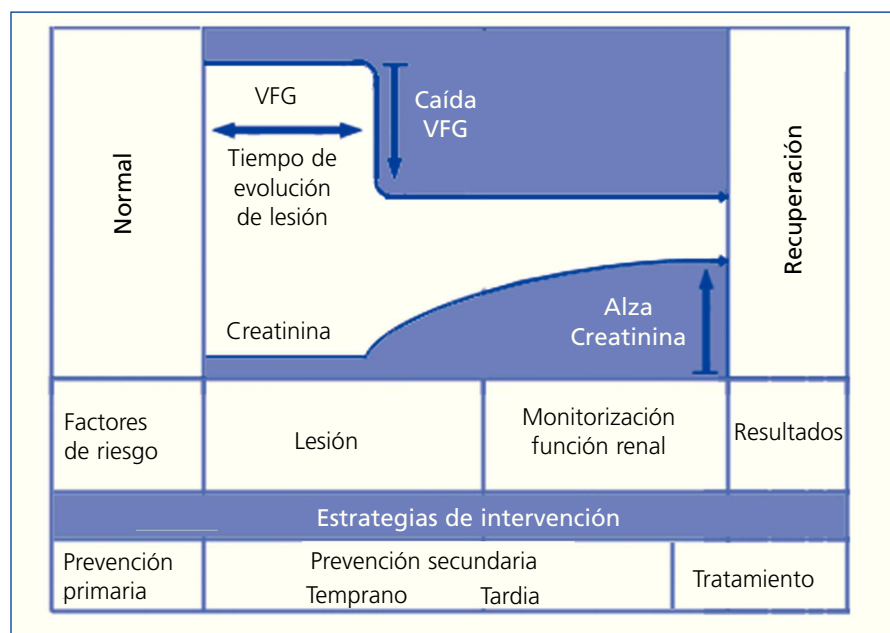 Normal
VFG
Tiempo de
evolución
de lesión
Caída
VFG
Creatinina
Alza
Creatinina
Recuperación
Factores
de riesgo
Lesión
Monitorización
función renal
Resultados
Estrategias de intervención
Prevención
primaria
Prevención secundaria
Temprano Tardia
Tratamiento